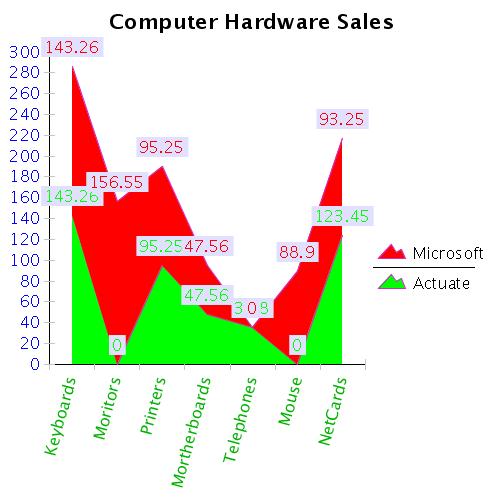 Computer Hardware Sales
300
280
260
240
220
200
180
160
140
120
100
80
60
40
20
0
143.26
156.55
95.25
47.56
0
88.9
93.25
143.26
0
95.25
47.56
0
123.45
Keyboards
Moritors
Printers
Mortherboards
Telephones
Mouse
NetCards
Microsoft
Actuate